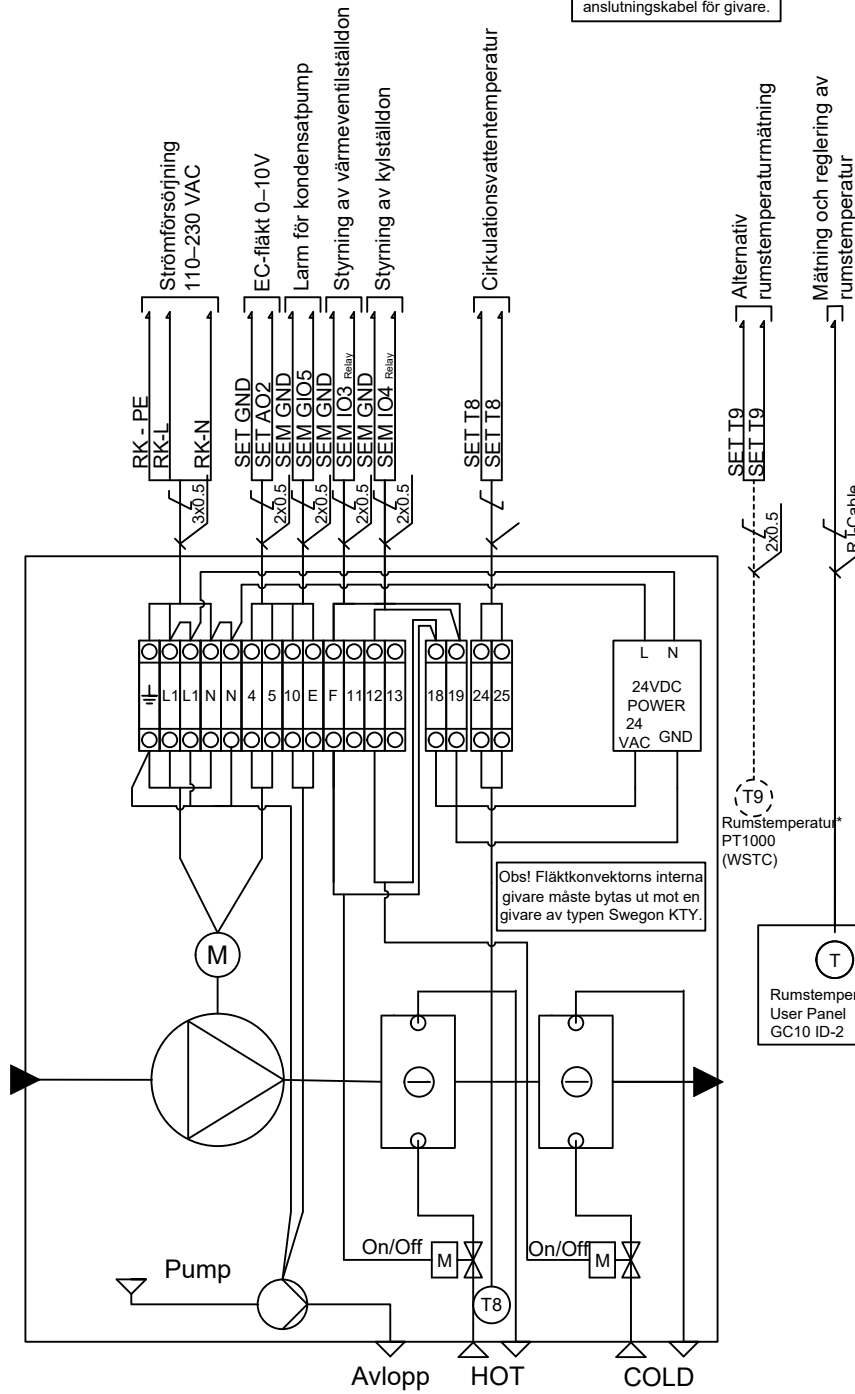 anslutningskabel för givare.
Strömförsörjning
110–230 VAC
EC-fläkt 0–10V
Larm för kondensatpump
Styrning av värmeventilställdon
Styrning av kylställdon
Cirkulationsvattentemperatur
Alternativ
rumstemperaturmätning
Mätning och reglering av
rumstemperatur
RK - PE
RK-L
RK-N
SET GND
SET AO2
SEM GND
SEM GIO5
SEM GND
SEM IO3 Relay
SEM GND
SEM IO4 Relay
SET T8
SET T8
SET T9
SET T9
3x0.5
2x0.5
2x0.5
2x0.5
2x0.5
2x0.5
RJ-Cable
L1 L1 N N 4 5 10 E F 11 12 13 18 19 24 25
L N
24VDC
POWER
24
VAC GND
T9
Rumstemperatur*
PT1000
(WSTC)
Obs! Fläktkonvektorns interna
givare måste bytas ut mot en
givare av typen Swegon KTY.
M
T
Rumstemper
User Panel
GC10 ID-2
On/Off
M
On/Off
M
Pump
T8
Avlopp HOT COLD